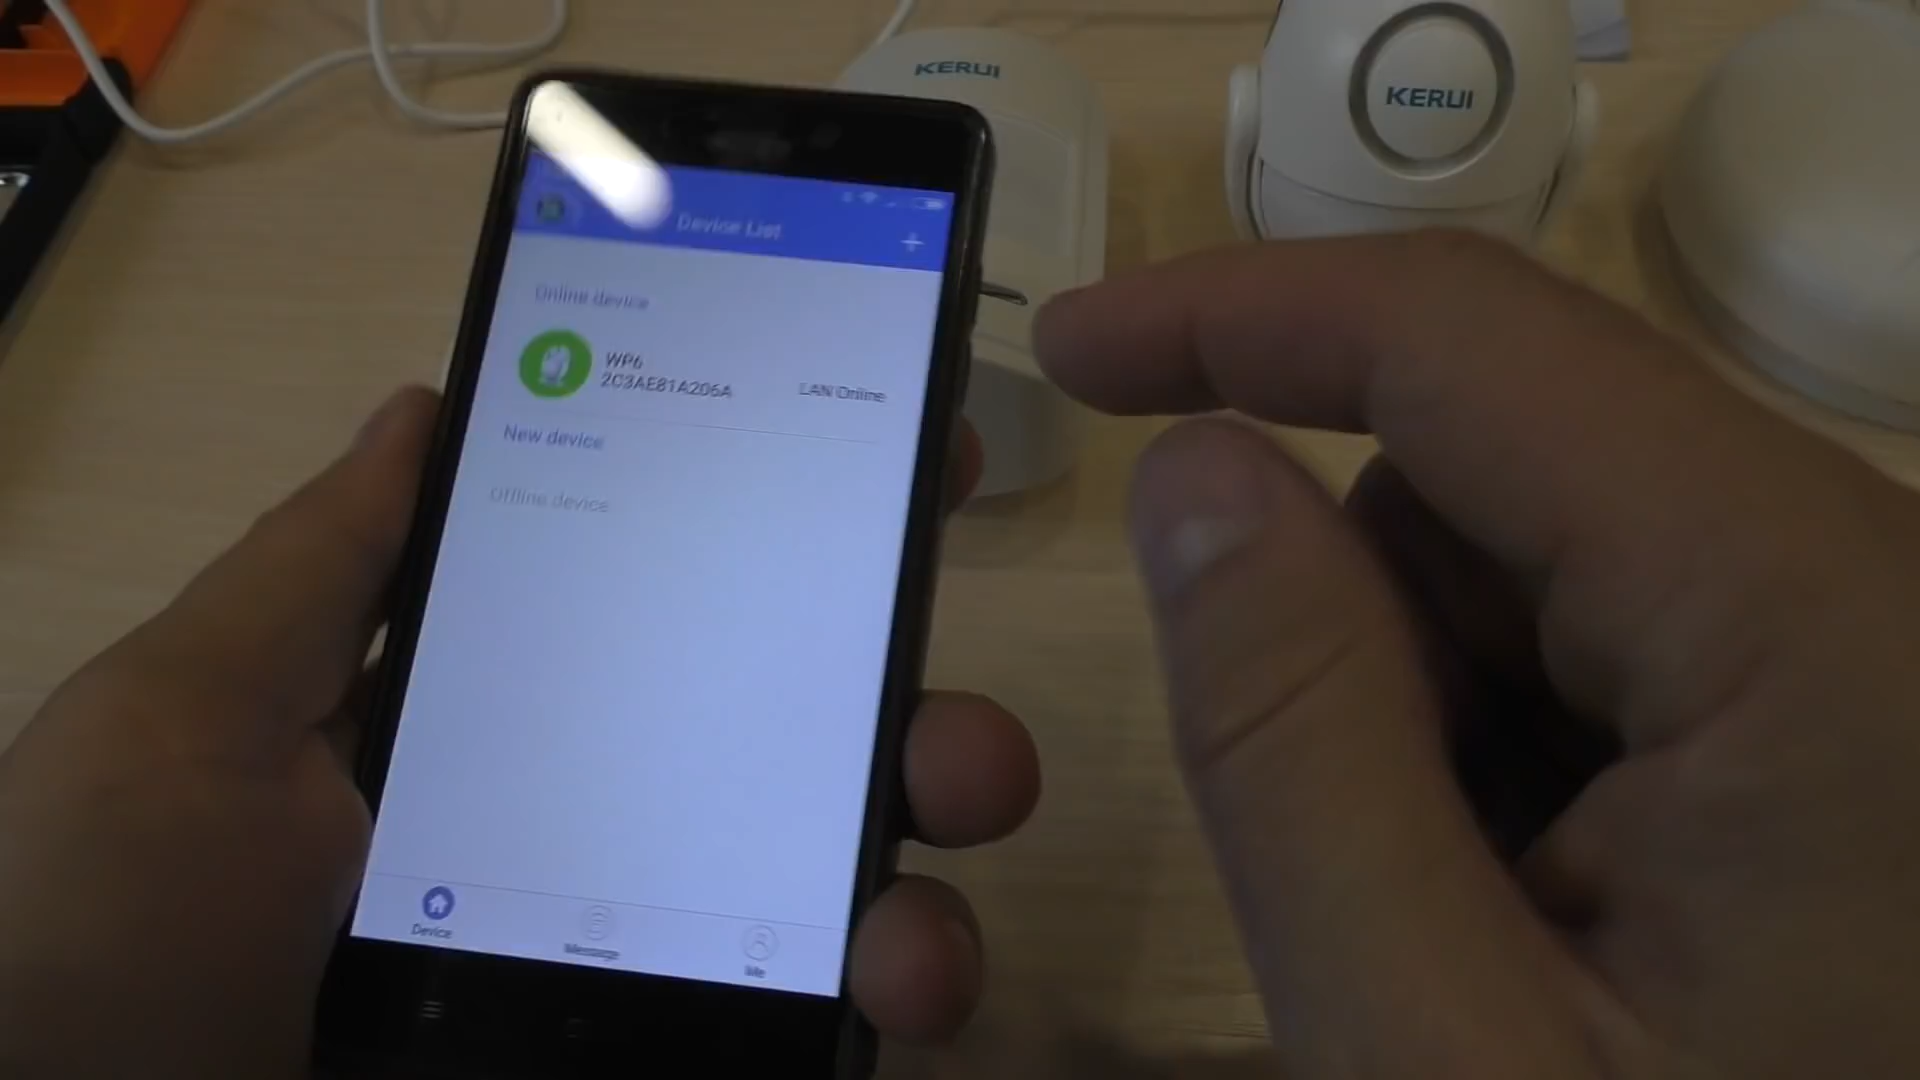 KERUI
KERUI
Device List
Online device
WP6
2C3AE81A206A
LAN Online
New device
Offline device
Device
Message
Me